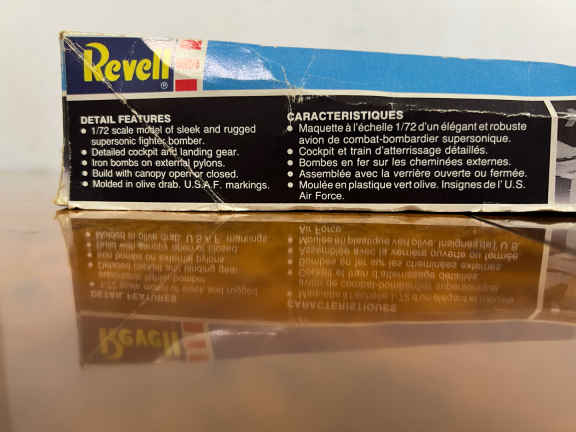 Revell®
DETAIL FEATURES
● 1/72 scale model of sleek and rugged
supersonic fighter bomber.
● Detailed cockpit and landing gear.
● Iron bombs on external pylons.
● Build with canopy open or closed.
● Molded in olive drab. U.S.A.F. markings.
CARACTERISTIQUES
● Maquette à l'échelle 1/72 d'un élégant et robuste
avion de combat-bombardier supersonique.
● Cockpit et train d'atterrissage détaillés.
● Bombes en fer sur les cheminées externes.
● Assemblée avec la verrière ouverte ou fermée.
● Moulée en plastique vert olive. Insignes de l' U.S.
Air Force.